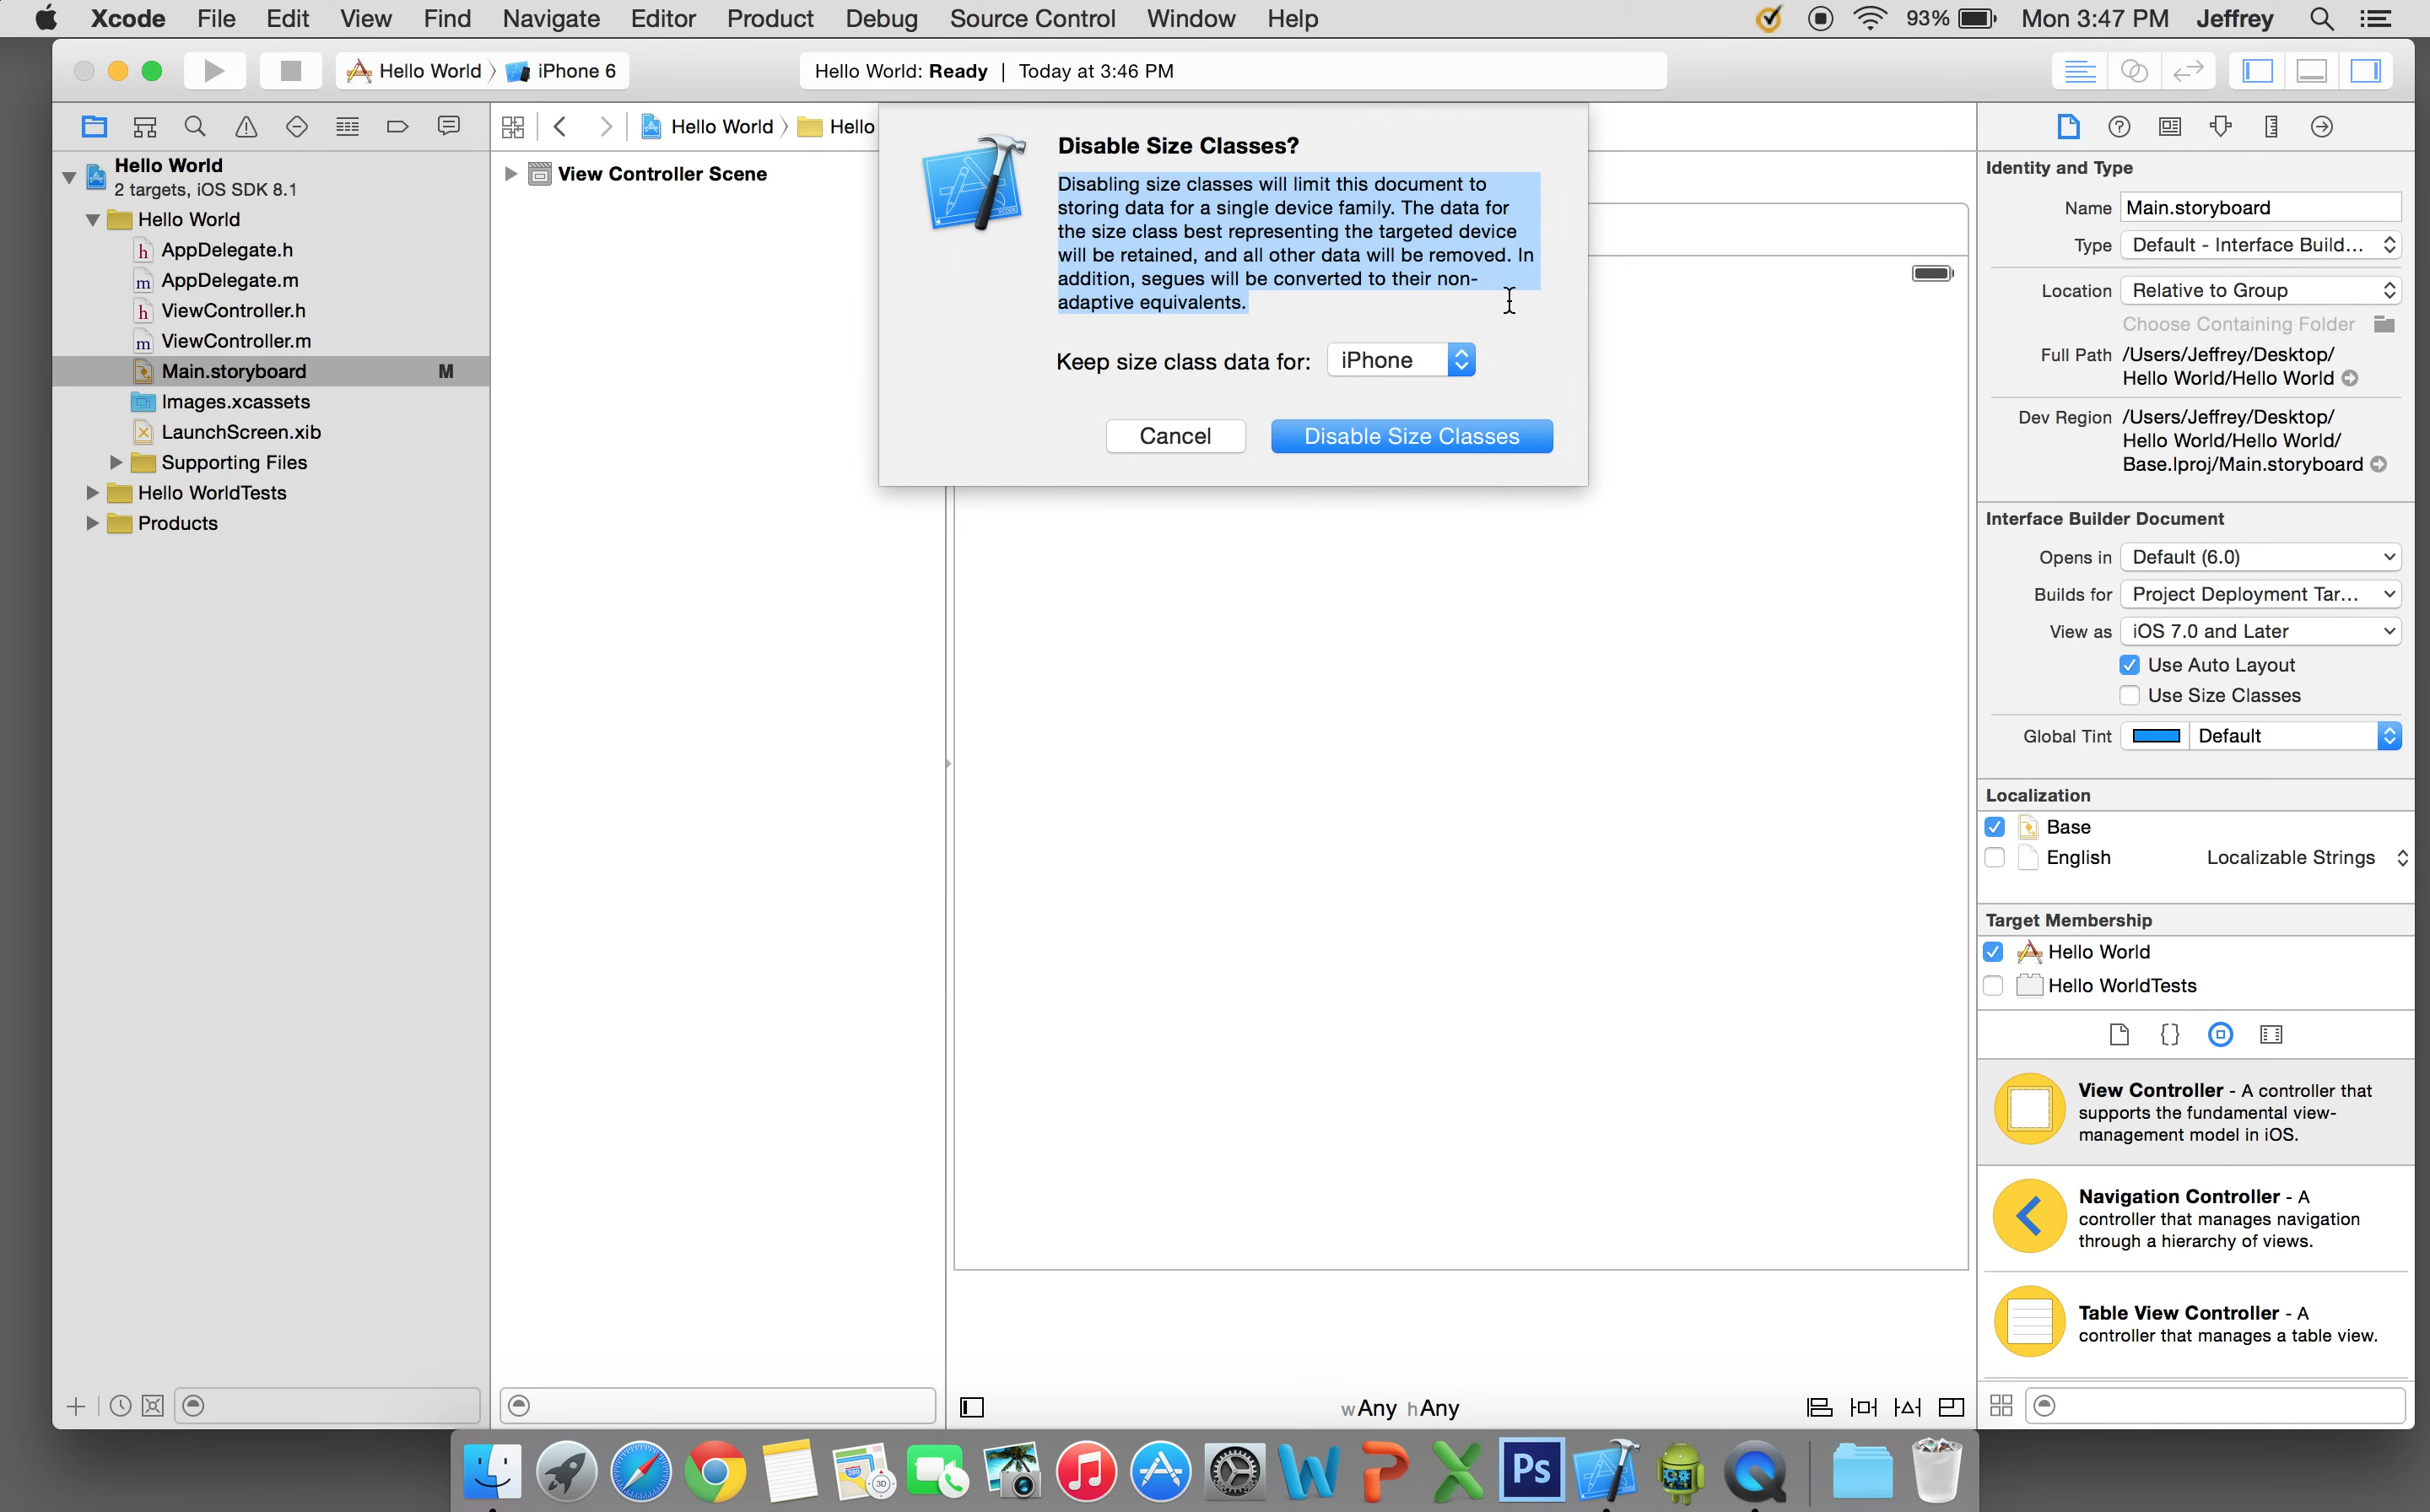 Xcode File Edit View Find Navigate Editor Product Debug Source Control Window Help 93% Mon 3:47 PM Jeffrey
Hello World iPhone 6 Hello World: Ready | Today at 3:46 PM
Hello World Hello
Hello World
2 targets, iOS SDK 8.1
Hello World
h AppDelegate.h
m AppDelegate.m
h ViewController.h
m ViewController.m
Main.storyboard M
Images.xcassets
LaunchScreen.xib
Supporting Files
Hello WorldTests
Products
View Controller Scene
Disable Size Classes?
Disabling size classes will limit this document to
storing data for a single device family. The data for
the size class best representing the targeted device
will be retained, and all other data will be removed. In
addition, segues will be converted to their non-
adaptive equivalents.
Keep size class data for: iPhone
Cancel Disable Size Classes
wAny hAny
Identity and Type
Name Main.storyboard
Type Default - Interface Build...
Location Relative to Group
Choose Containing Folder
Full Path /Users/Jeffrey/Desktop/
Hello World/Hello World
Dev Region /Users/Jeffrey/Desktop/
Hello World/Hello World/
Base.lproj/Main.storyboard
Interface Builder Document
Opens in Default (6.0)
Builds for Project Deployment Tar...
View as iOS 7.0 and Later
Use Auto Layout
Use Size Classes
Global Tint Default
Localization
Base
English Localizable Strings
Target Membership
Hello World
Hello WorldTests
{}
View Controller - A controller that
supports the fundamental view-
management model in iOS.
Navigation Controller - A
controller that manages navigation
through a hierarchy of views.
Table View Controller - A
controller that manages a table view.
Ps